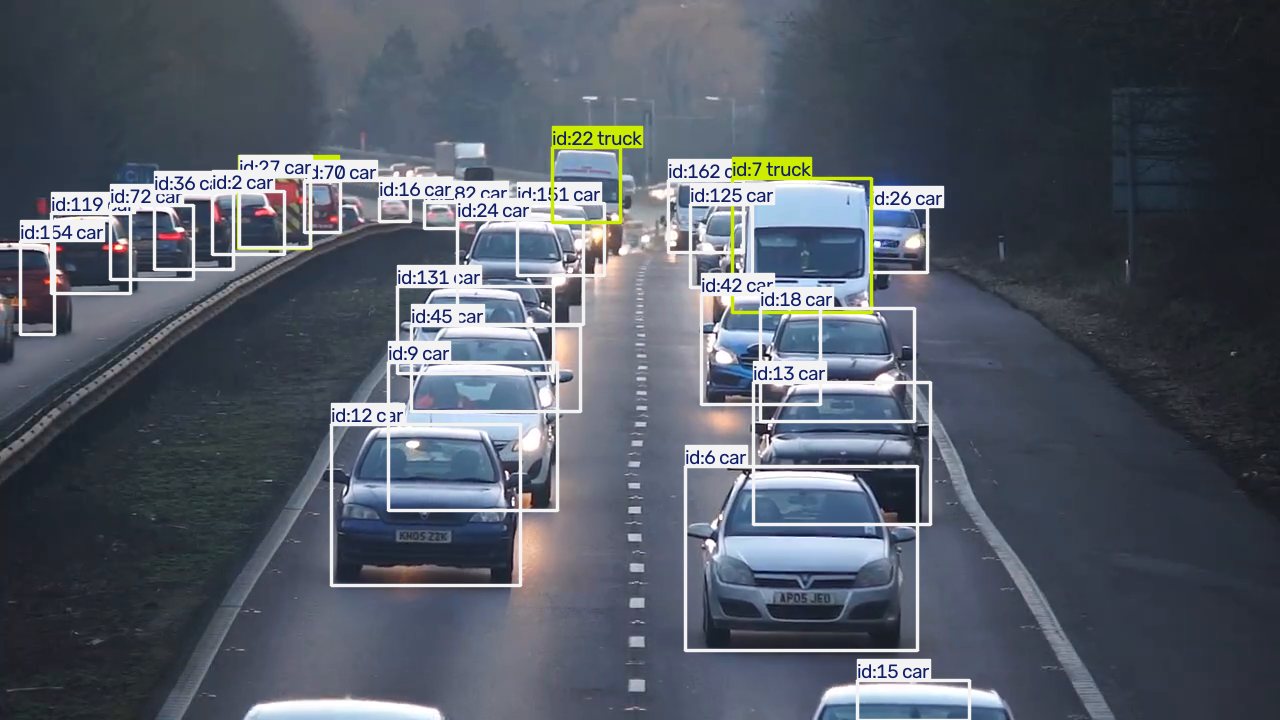 id:22 truck
id:27 car
id:70 car
id:162 c
id:7 truck
id:36 c
id:2 car
id:16 car
82 car
id:151 car
id:125 car
id:26 car
id:119
id:72 car
id:24 car
id:154 car
id:131 car
id:42 car
id:18 car
id:45 car
id:9 car
id:13 car
id:12 car
id:6 car
KM05 ZZK
AP05 JEO
id:15 car